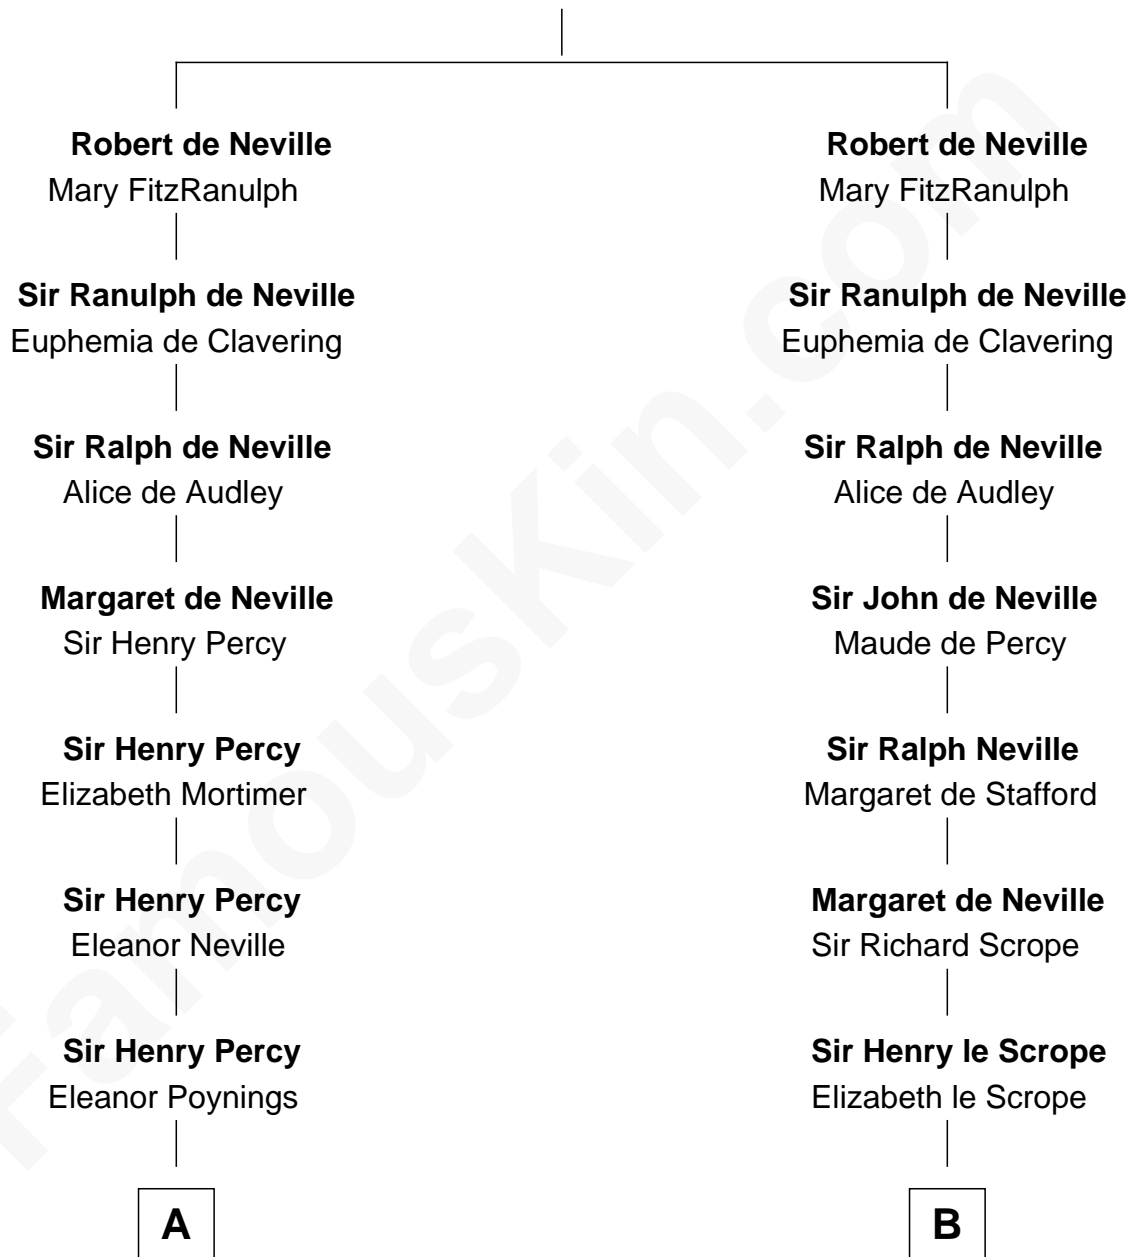 Robert de Neville
Mary FitzRanulph
Sir Ranulph de Neville
Euphemia de Clavering
Sir Ralph de Neville
Alice de Audley
Margaret de Neville
Sir Henry Percy
Sir Henry Percy
Elizabeth Mortimer
Sir Henry Percy
Eleanor Neville
Sir Henry Percy
Eleanor Poynings
A
Robert de Neville
Mary FitzRanulph
Sir Ranulph de Neville
Euphemia de Clavering
Sir Ralph de Neville
Alice de Audley
Sir John de Neville
Maude de Percy
Sir Ralph Neville
Margaret de Stafford
Margaret de Neville
Sir Richard Scrope
Sir Henry le Scrope
Elizabeth le Scrope
B
FamousKin.com